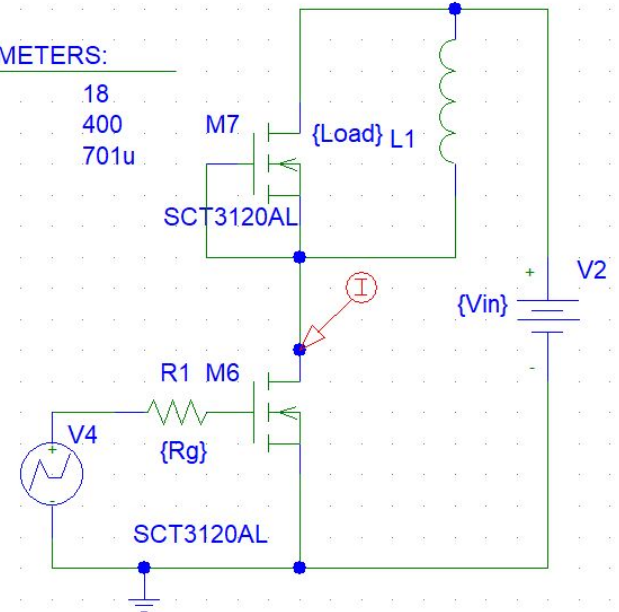 METERS:
18
400
701u
M7
{Load} L1
SCT3120AL
I
+
V2
{Vin}
-
R1 M6
V4
+
{Rg}
-
SCT3120AL